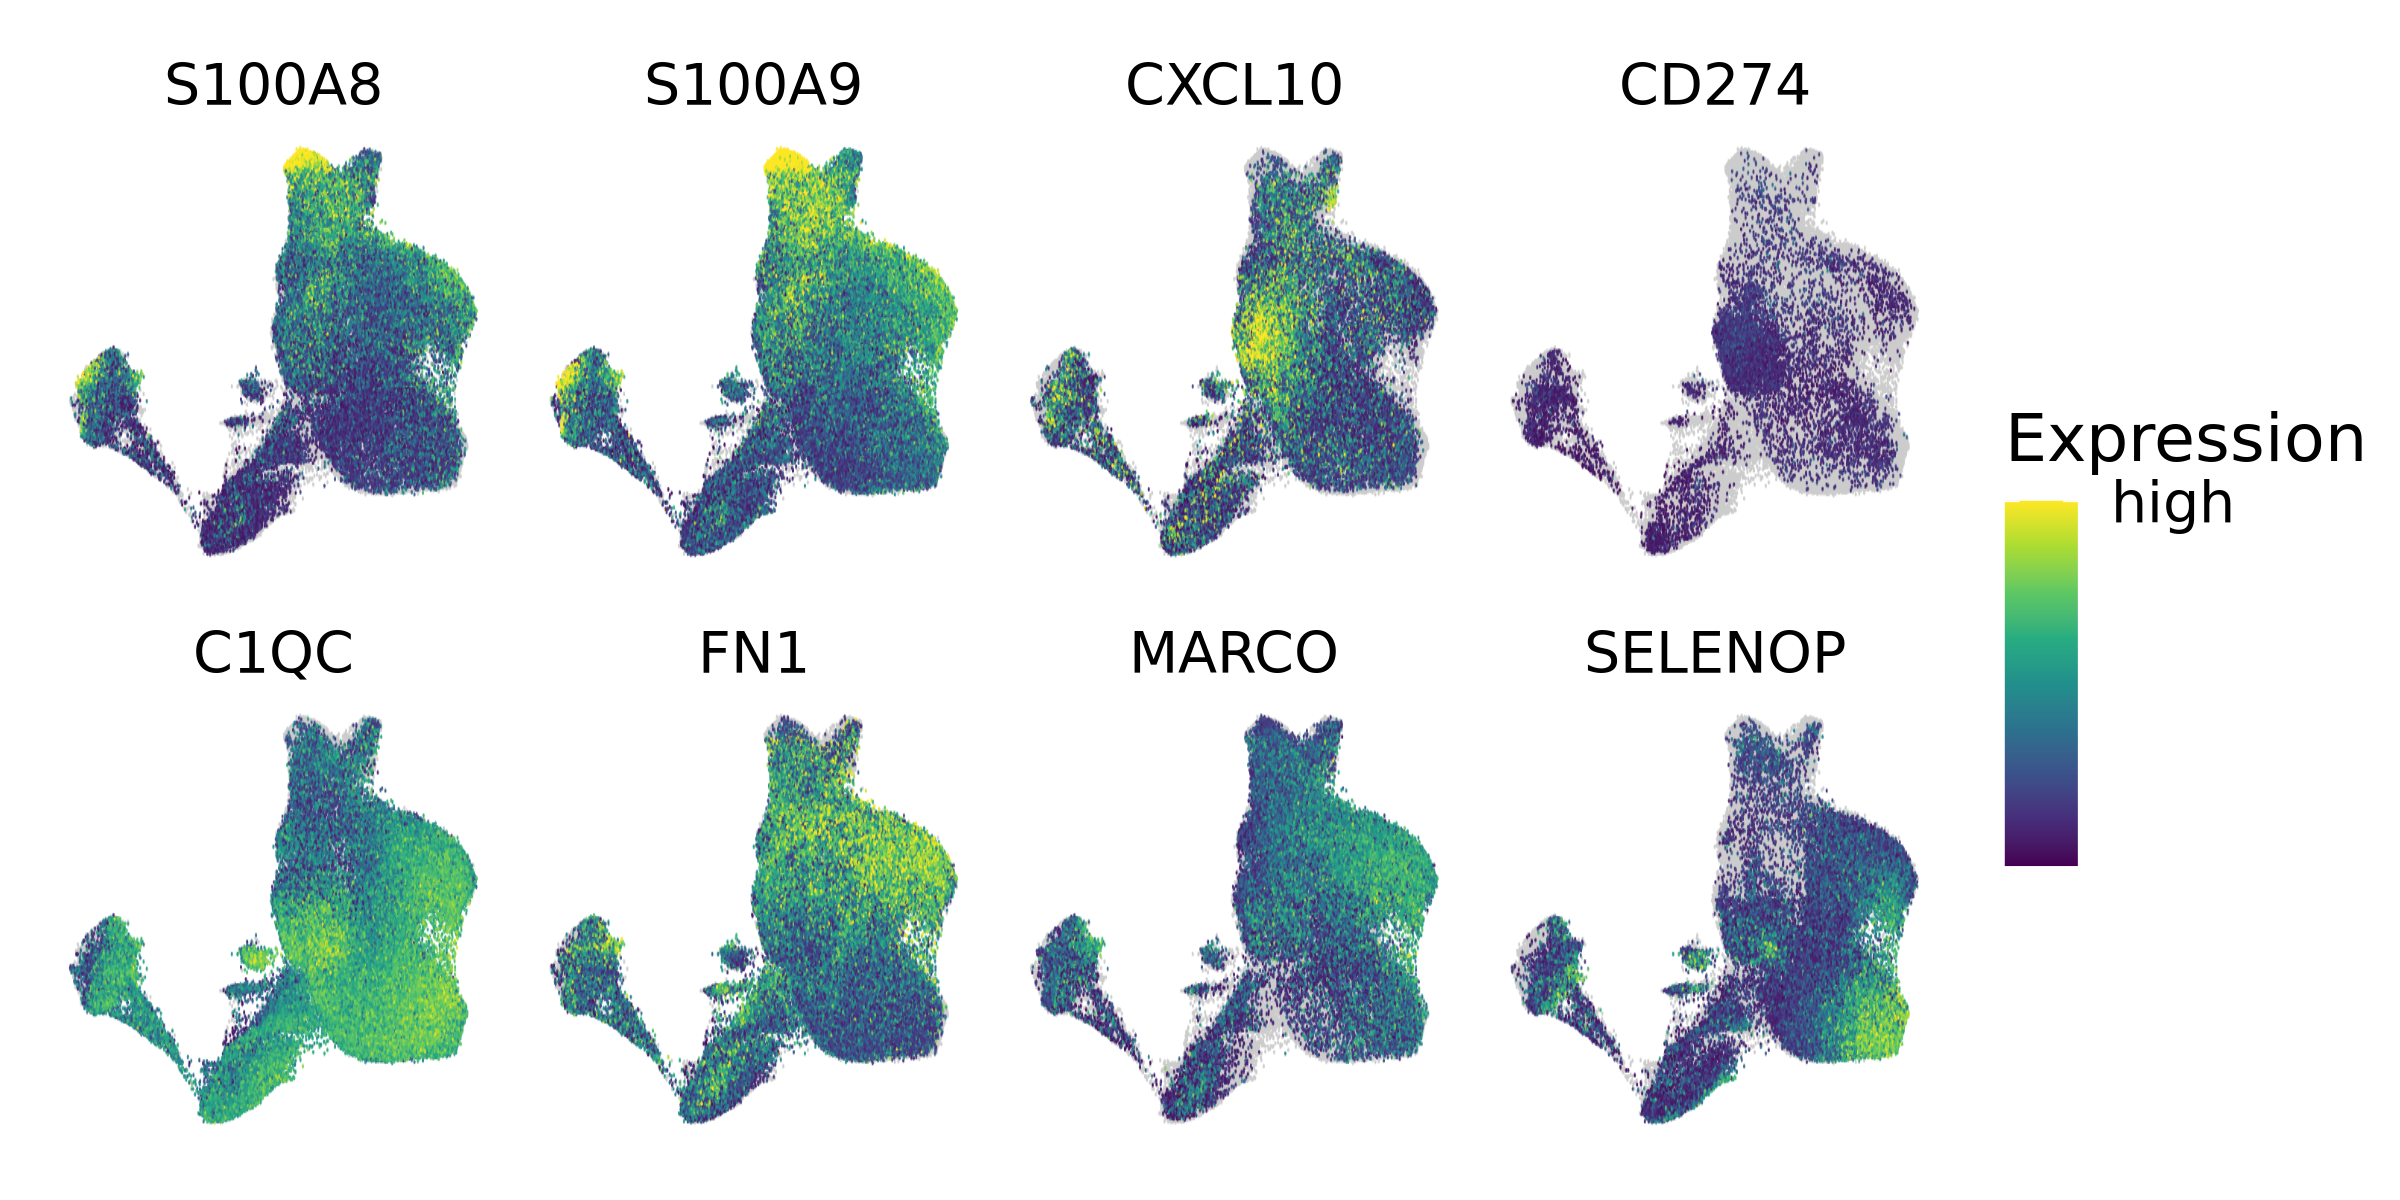 S100A8
S100A9
CXCL10
CD274
C1QC
FN1
MARCO
SELENOP
Expression
high